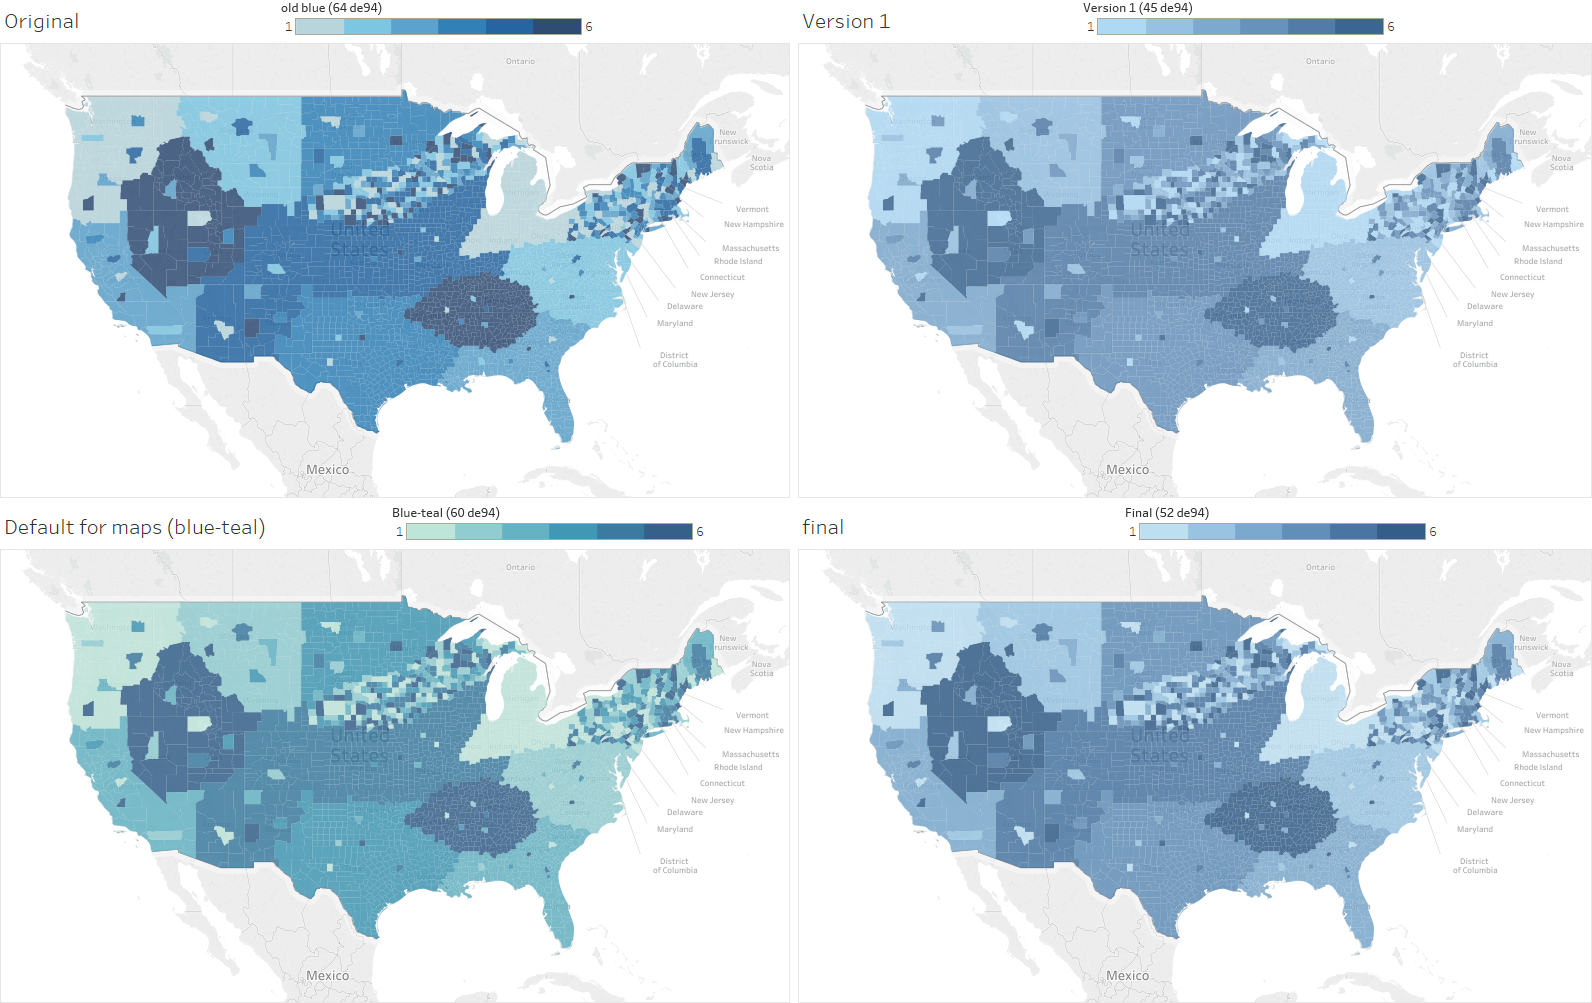 Original
old blue (64 de94)
1 6
Ontario
United
States
New
runswick
Nova
Scotia
Vermont
New Hampshire
Massachusetts
Rhode Island
Connecticut
New Jersey
Delaware
Maryland
District
of Columbia
Mexico
Version 1
Version 1 (45 de94)
1 6
Ontario
United
States
New
runswick
Nova
Scotia
Vermont
New Hampshire
Massachusetts
Rhode Island
Connecticut
New Jersey
Delaware
Maryland
District
of Columbia
Mexico
Default for maps (blue-teal)
Blue-teal (60 de94)
1 6
Ontario
United
States
New
runswick
Nova
Scotia
Vermont
New Hampshire
Massachusetts
Rhode Island
Connecticut
New Jersey
Delaware
Maryland
District
of Columbia
Mexico
final
Final (52 de94)
1 6
Ontario
United
States
New
runswick
Nova
Scotia
Vermont
New Hampshire
Massachusetts
Rhode Island
Connecticut
New Jersey
Delaware
Maryland
District
of Columbia
Mexico